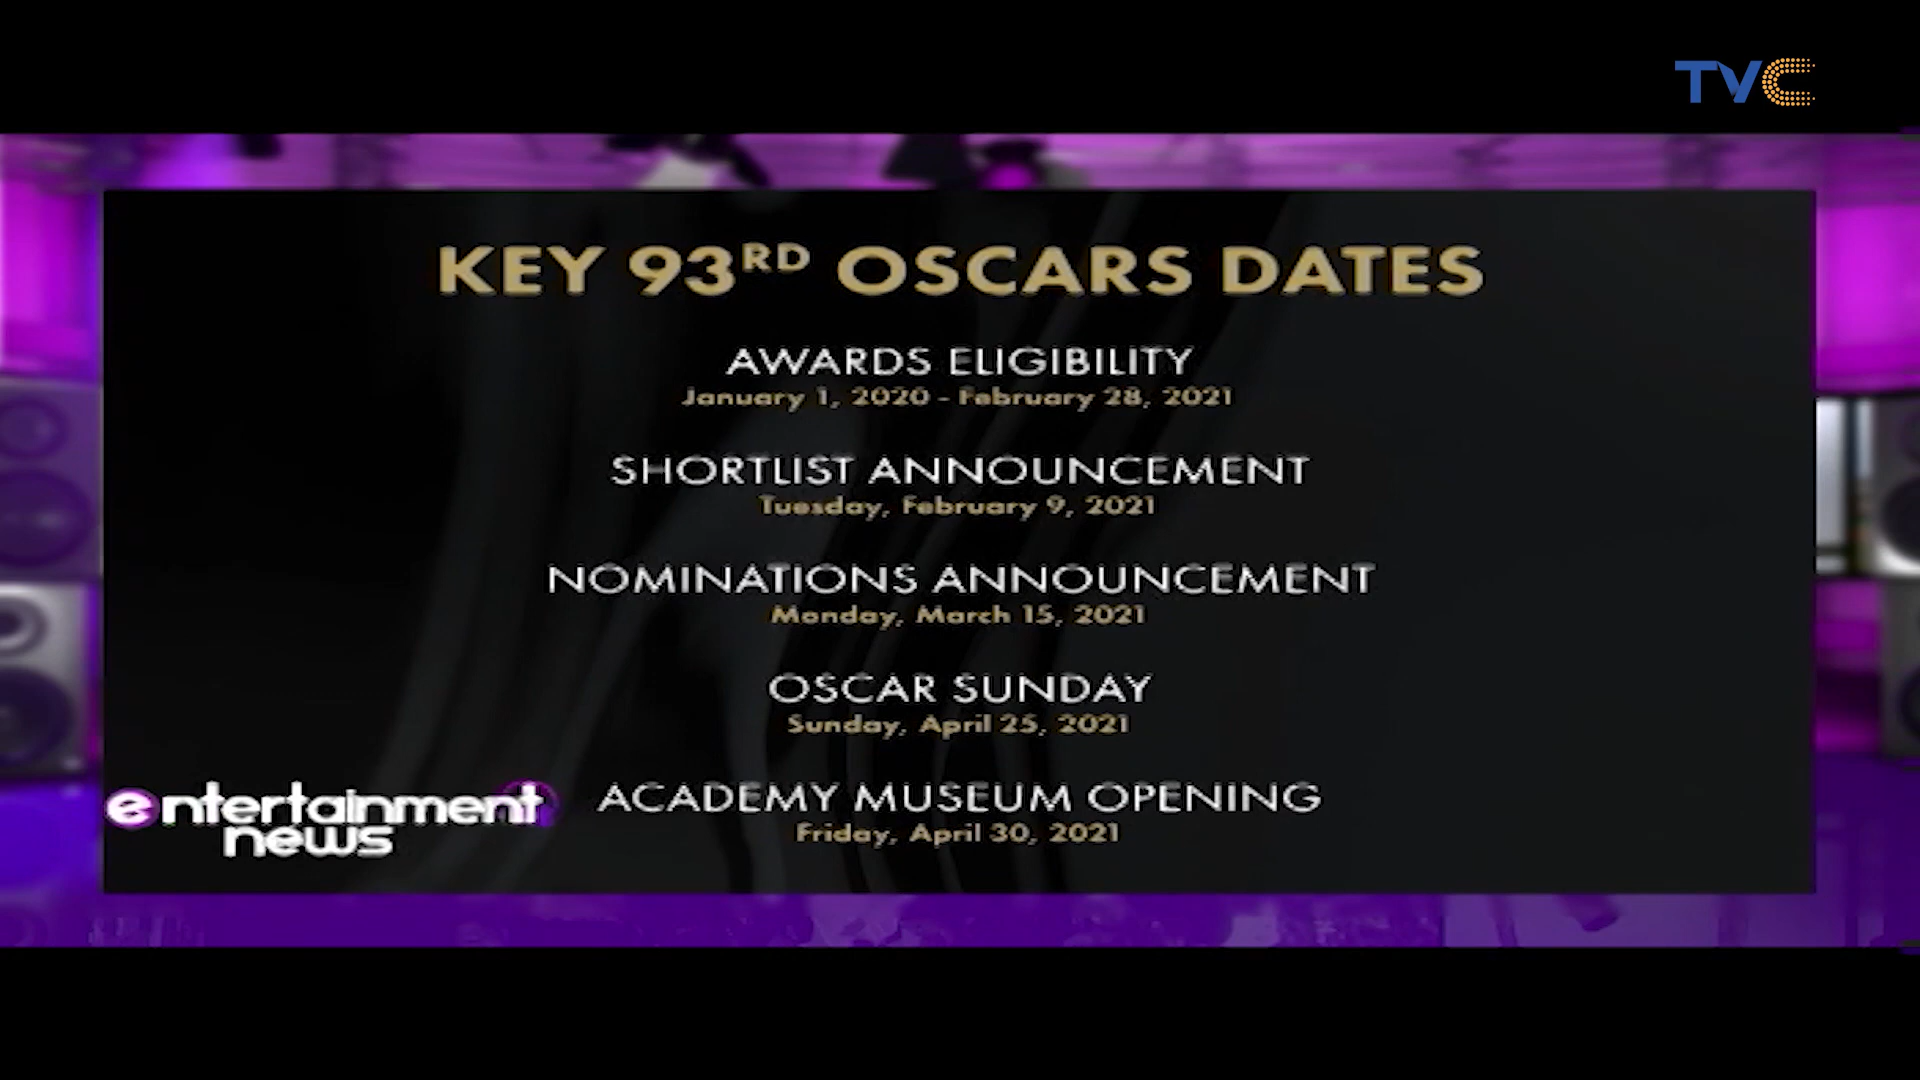 TVC
KEY 93RD OSCARS DATES
AWARDS ELIGIBILITY
January 1, 2020 - February 28, 2021
SHORTLIST ANNOUNCEMENT
Tuesday, February 9, 2021
NOMINATIONS ANNOUNCEMENT
Monday, March 15, 2021
OSCAR SUNDAY
Sunday, April 25, 2021
ACADEMY MUSEUM OPENING
Friday, April 30, 2021
entertainment
news